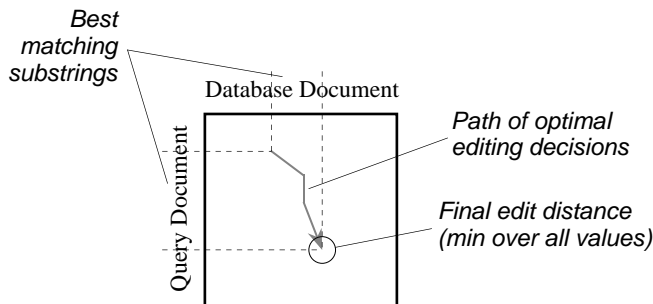 Best
matching
substrings
Database Document
Query Document
Path of optimal
editing decisions
Final edit distance
(min over all values)